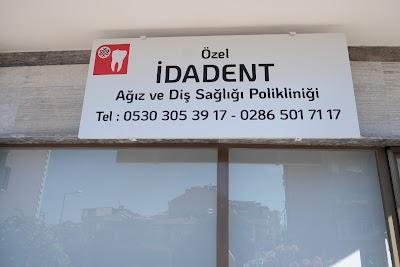 Özel
İDADENT
Ağız ve Diş Sağlığı Polikliniği
Tel : 0530 305 39 17 - 0286 501 71 17